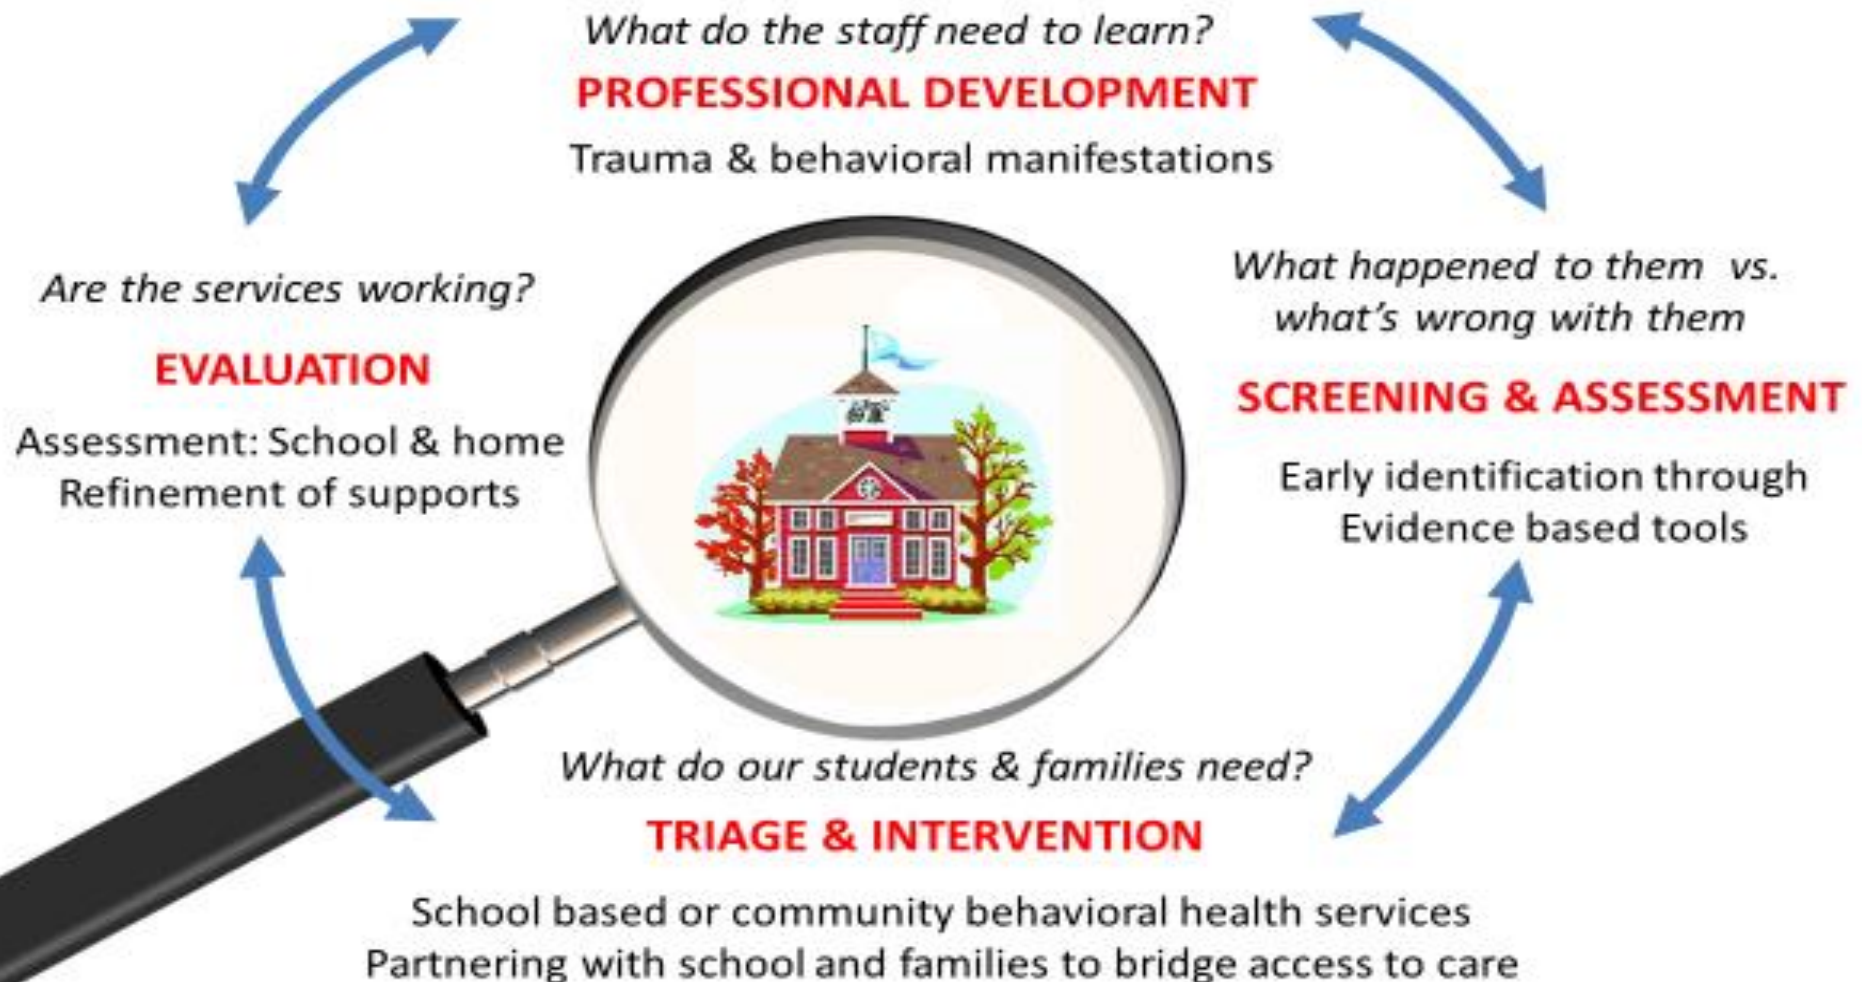 What do the staff need to learn?
PROFESSIONAL DEVELOPMENT
Trauma & behavioral manifestations
Are the services working?
EVALUATION
Assessment: School & home
Refinement of supports
What happened to them vs.
what's wrong with them
SCREENING & ASSESSMENT
Early identification through
Evidence based tools
What do our students & families need?
TRIAGE & INTERVENTION
School based or community behavioral health services
Partnering with school and families to bridge access to care